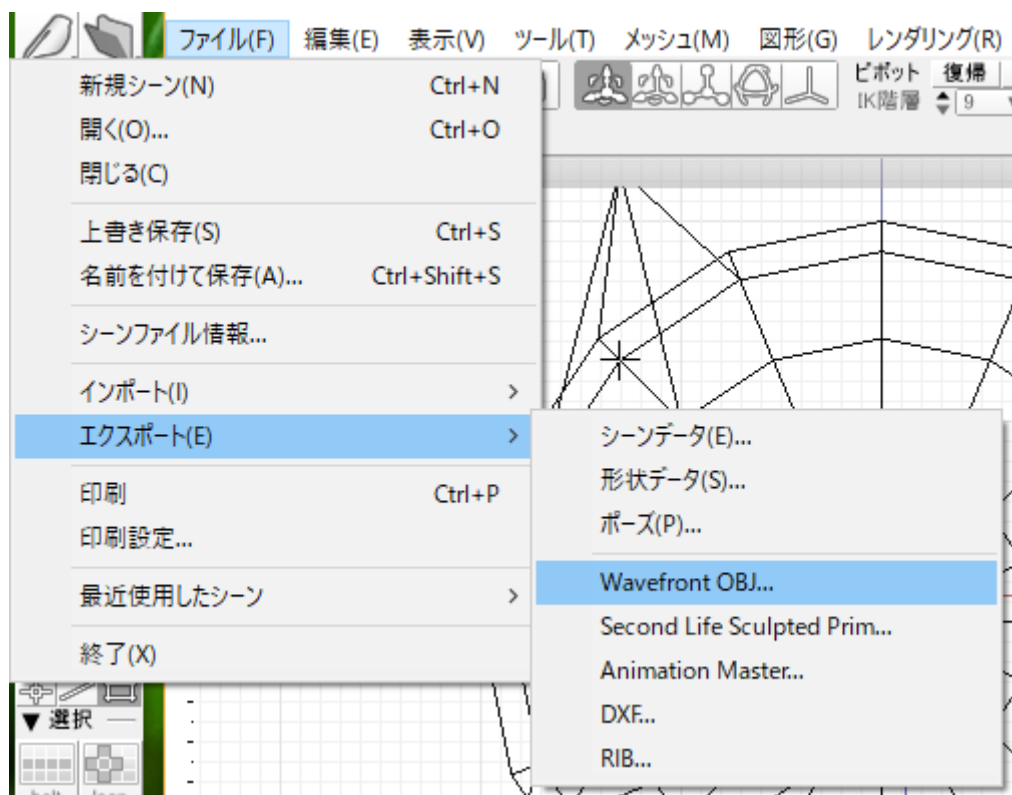 ファイル(F) 編集(E) 表示(V) ツール(T) メッシュ(M) 図形(G) レンダリング(R)
ピボット 復帰
IK階層 9
新規シーン(N) Ctrl+N
開く(O)... Ctrl+O
閉じる(C)
上書き保存(S) Ctrl+S
名前を付けて保存(A)... Ctrl+Shift+S
シーンファイル情報...
インポート(I)
エクスポート(E)
印刷 Ctrl+P
印刷設定...
最近使用したシーン
終了(X)
シーンデータ(E)...
形状データ(S)...
ポーズ(P)...
Wavefront OBJ...
Second Life Sculpted Prim...
Animation Master...
DXF...
RIB...
▼ 選択